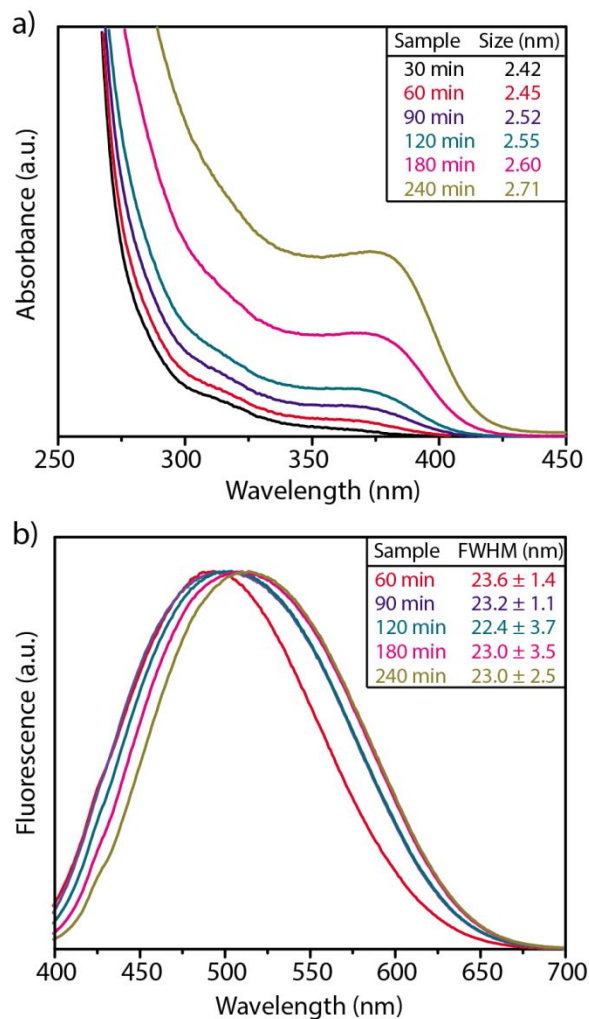 a)
Sample Size (nm)
30 min 2.42
60 min 2.45
90 min 2.52
120 min 2.55
180 min 2.60
240 min 2.71
Absorbance (a.u.)
250 300 350 400 450
Wavelength (nm)
b)
Sample FWHM (nm)
60 min 23.6 ± 1.4
90 min 23.2 ± 1.1
120 min 22.4 ± 3.7
180 min 23.0 ± 3.5
240 min 23.0 ± 2.5
Fluorescence (a.u.)
400 450 500 550 600 650 700
Wavelength (nm)